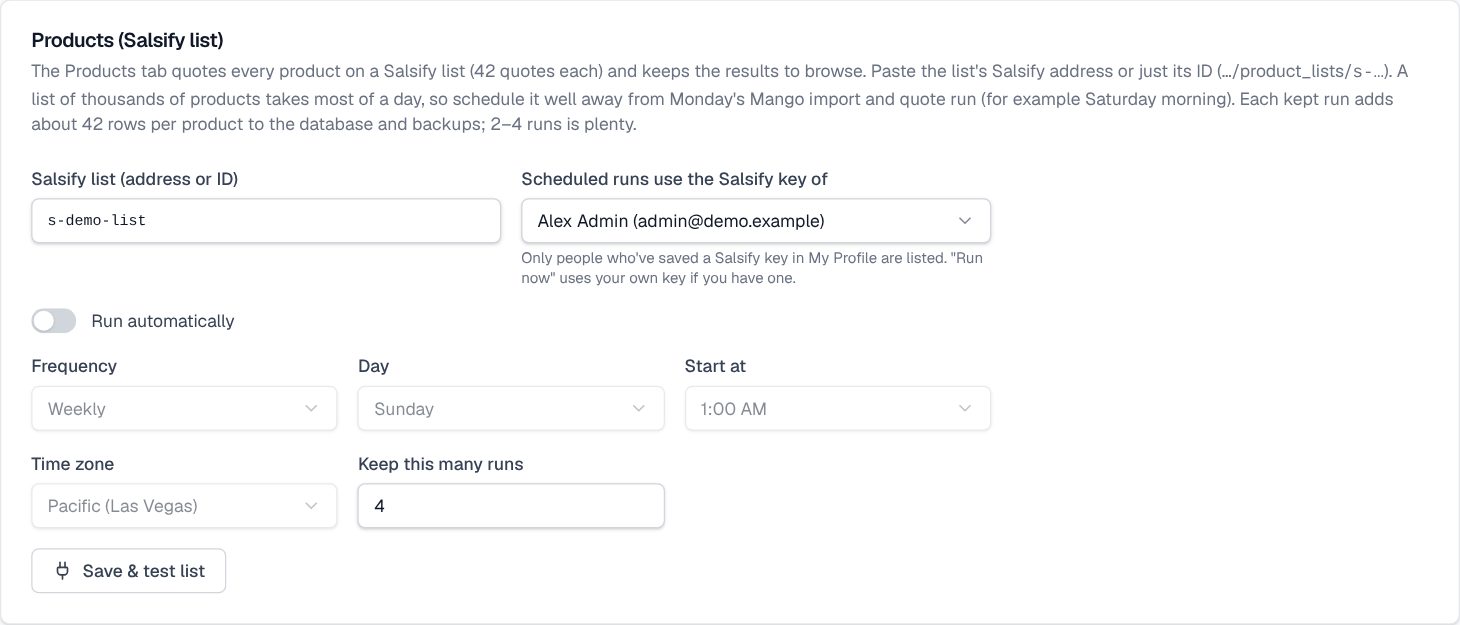 Products (Salsify list)
The Products tab quotes every product on a Salsify list (42 quotes each) and keeps the results to browse. Paste the list's Salsify address or just its ID (…/product_lists/s-…). A
list of thousands of products takes most of a day, so schedule it well away from Monday's Mango import and quote run (for example Saturday morning). Each kept run adds
about 42 rows per product to the database and backups; 2–4 runs is plenty.
Salsify list (address or ID)
Scheduled runs use the Salsify key of
s-demo-list
Alex Admin (admin@demo.example)
Only people who've saved a Salsify key in My Profile are listed. "Run
now" uses your own key if you have one.
Run automatically
Frequency
Day
Start at
Weekly
Sunday
1:00 AM
Time zone
Keep this many runs
Pacific (Las Vegas)
4
Save & test list